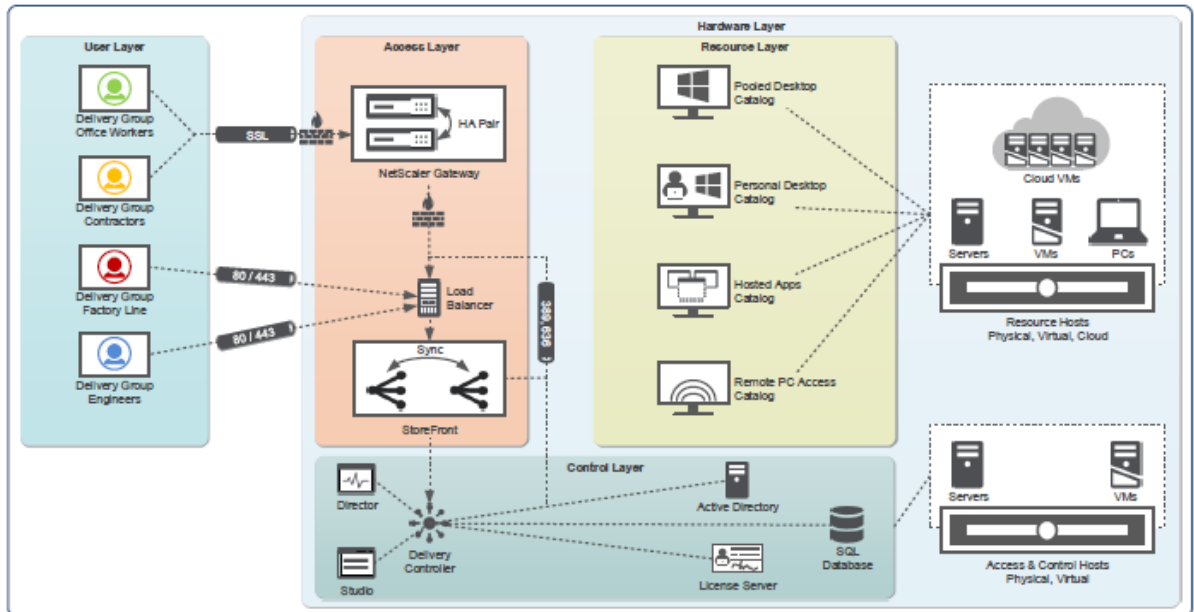 Hardware Layer
User Layer
Access Layer
Resource Layer
Delivery Group
Office Workers
Delivery Group
Contractors
Delivery Group
Factory Line
Delivery Group
Engineers
SSL
80 / 443
80 / 443
HA Pair
NetScaler Gateway
Load
Balancer
389, 636
Sync
StoreFront
Pooled Desktop
Catalog
Personal Desktop
Catalog
Hosted Apps
Catalog
Remote PC Access
Catalog
Cloud VMs
Servers
VMs
PCs
Resource Hosts
Physical, Virtual, Cloud
Control Layer
Director
Studio
Delivery
Controller
Active Directory
SQL
Database
License Server
Servers
VMs
Access & Control Hosts
Physical, Virtual